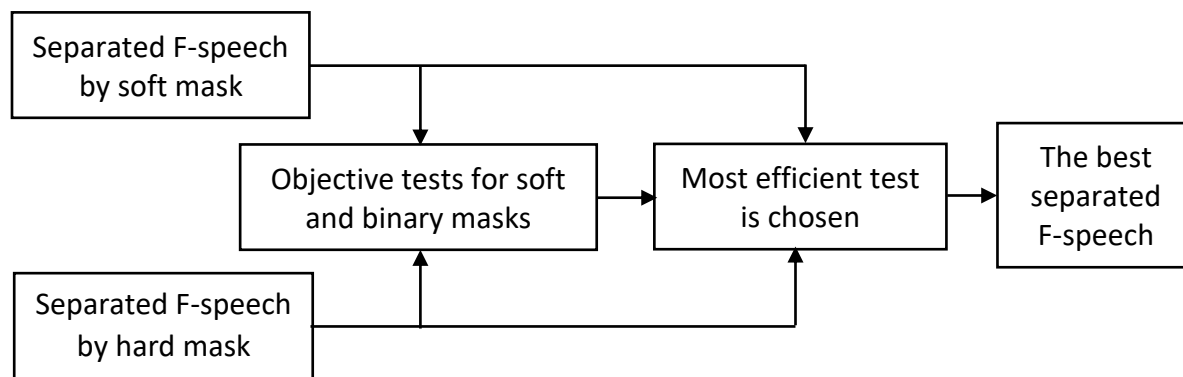 Separated F-speech
by soft mask
Objective tests for soft
and binary masks
Most efficient test
is chosen
The best
separated
F-speech
Separated F-speech
by hard mask